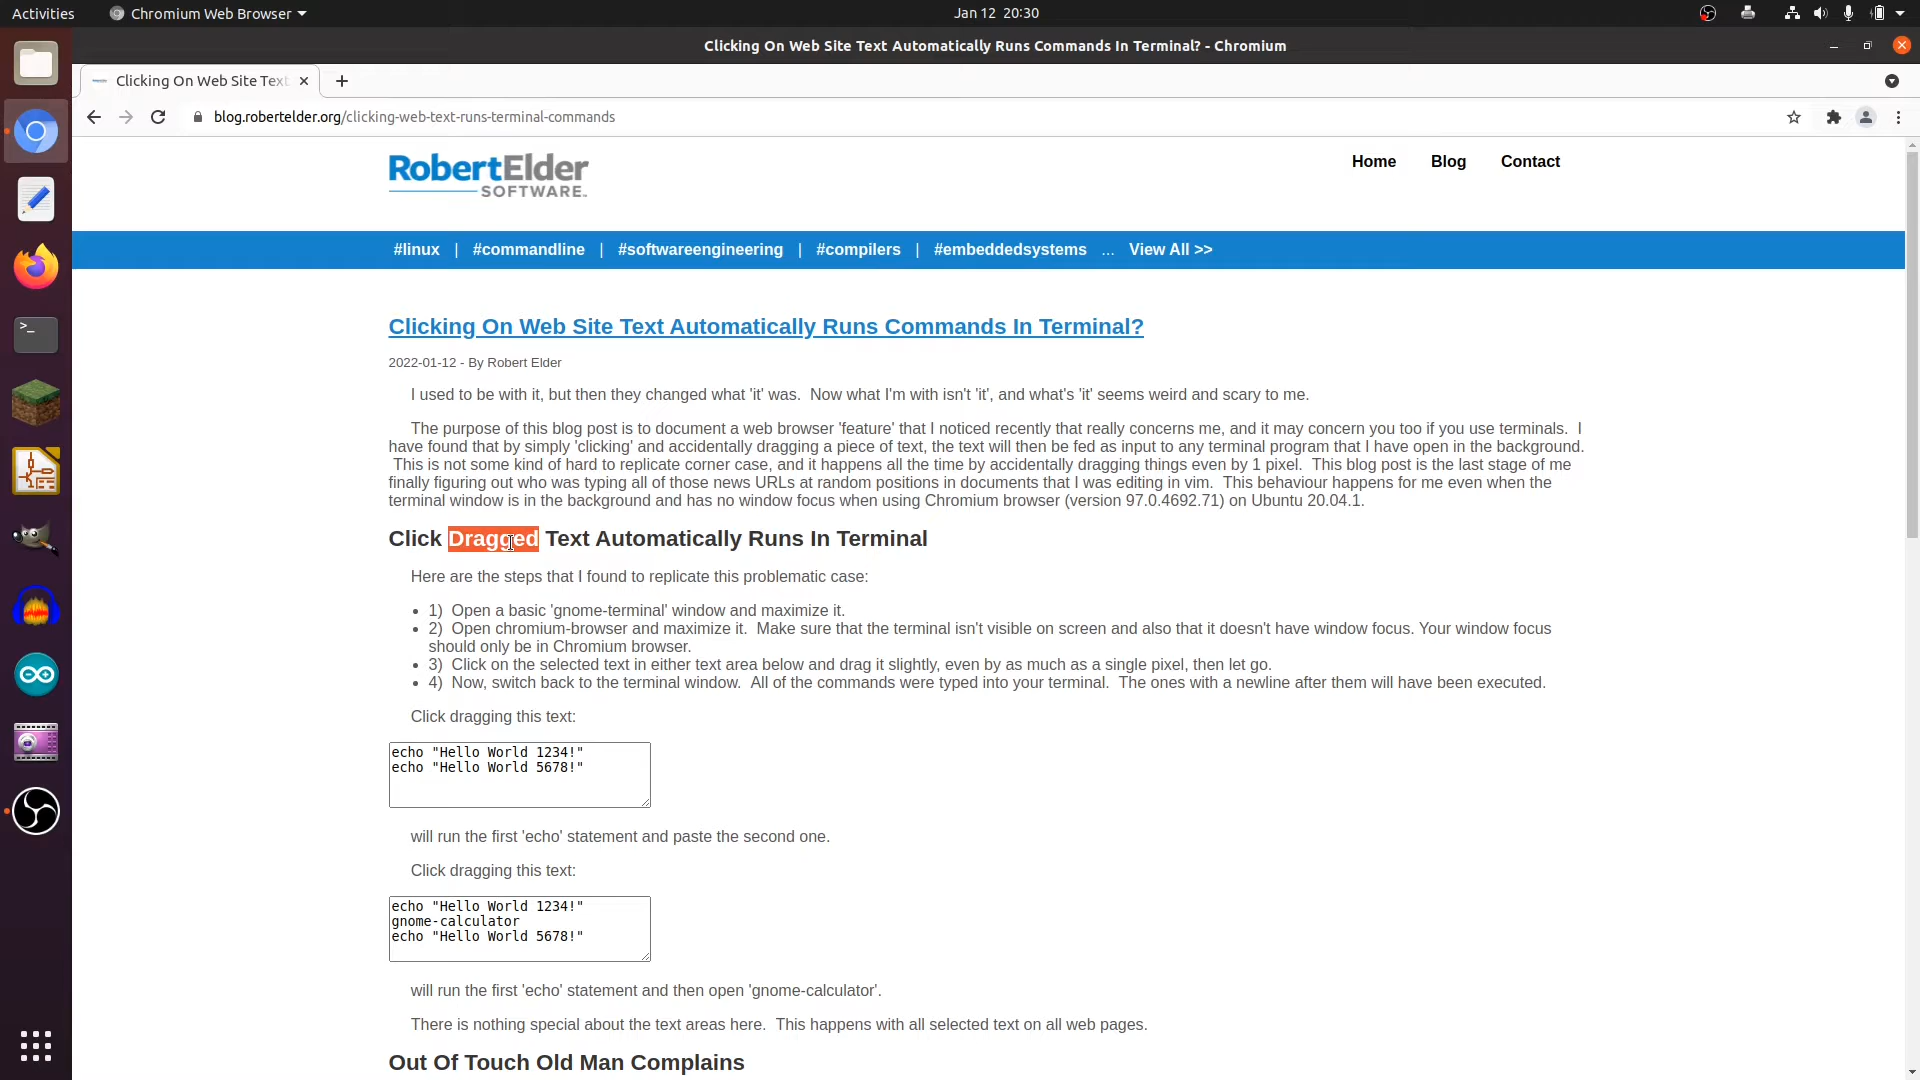 Activities Chromium Web Browser Jan 12 20:30
Clicking On Web Site Text Automatically Runs Commands In Terminal? - Chromium
Clicking On Web Site Text
blog.robertelder.org/clicking-web-text-runs-terminal-commands
RobertElder
SOFTWARE.
Home Blog Contact
#linux | #commandline | #softwareengineering | #compilers | #embeddedsystems ... View All >>
Clicking On Web Site Text Automatically Runs Commands In Terminal?
2022-01-12 - By Robert Elder
I used to be with it, but then they changed what 'it' was. Now what I'm with isn't 'it', and what's 'it' seems weird and scary to me.
The purpose of this blog post is to document a web browser 'feature' that I noticed recently that really concerns me, and it may concern you too if you use terminals. I
have found that by simply 'clicking' and accidentally dragging a piece of text, the text will then be fed as input to any terminal program that I have open in the background.
This is not some kind of hard to replicate corner case, and it happens all the time by accidentally dragging things even by 1 pixel. This blog post is the last stage of me
finally figuring out who was typing all of those news URLs at random positions in documents that I was editing in vim. This behaviour happens for me even when the
terminal window is in the background and has no window focus when using Chromium browser (version 97.0.4692.71) on Ubuntu 20.04.1.
Click Dragged Text Automatically Runs In Terminal
Here are the steps that I found to replicate this problematic case:
• 1) Open a basic 'gnome-terminal' window and maximize it.
• 2) Open chromium-browser and maximize it. Make sure that the terminal isn't visible on screen and also that it doesn't have window focus. Your window focus
should only be in Chromium browser.
• 3) Click on the selected text in either text area below and drag it slightly, even by as much as a single pixel, then let go.
• 4) Now, switch back to the terminal window. All of the commands were typed into your terminal. The ones with a newline after them will have been executed.
Click dragging this text:
echo "Hello World 1234!"
echo "Hello World 5678!"
will run the first 'echo' statement and paste the second one.
Click dragging this text:
echo "Hello World 1234!"
gnome-calculator
echo "Hello World 5678!"
will run the first 'echo' statement and then open 'gnome-calculator'.
There is nothing special about the text areas here. This happens with all selected text on all web pages.
Out Of Touch Old Man Complains